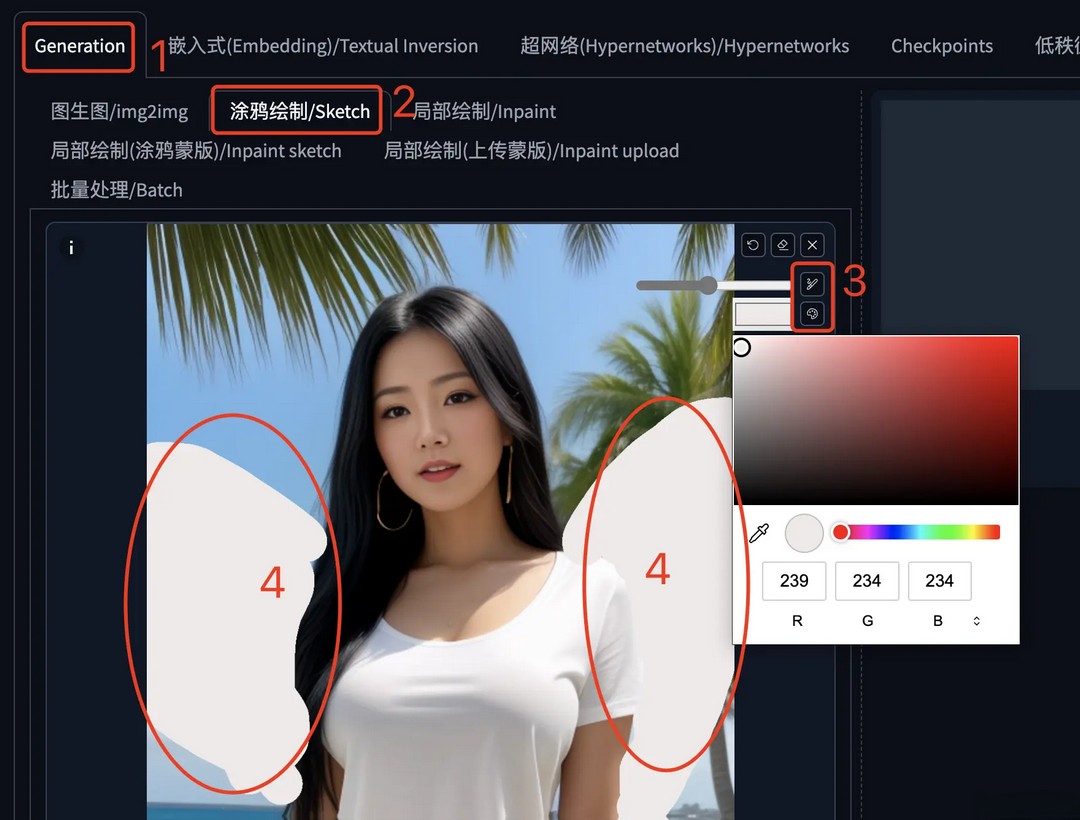 Generation 1 嵌入式(Embedding)/Textual Inversion 超网络(Hypernetworks)/Hypernetworks Checkpoints 低秩
图生图/img2img 涂鸦绘制/Sketch 2 局部绘制/Inpaint
局部绘制(涂鸦蒙版)/Inpaint sketch 局部绘制(上传蒙版)/Inpaint upload
批量处理/Batch
i
3
4 4
239 234 234
R G B